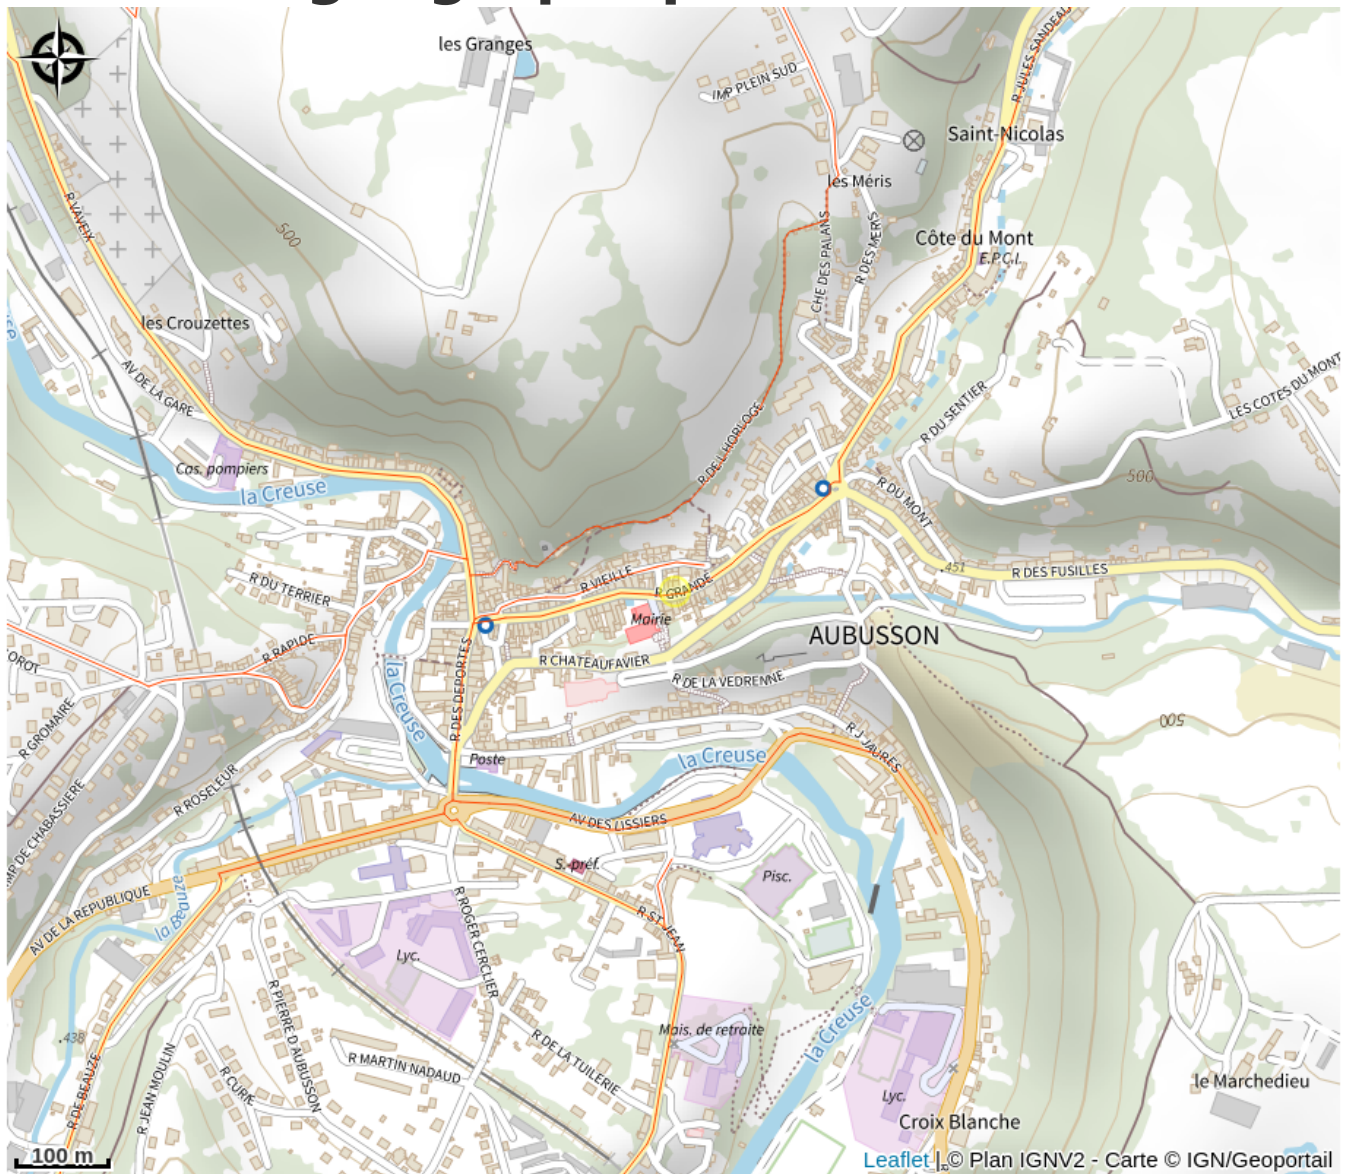 les Granges
IMP PLEIN SUD
R JULES SANDEAU
Saint-Nicolas
les Méris
R VAVEIX
500
CHE DES PALANS
R DES MERIS
Côte du Mont
E.P.C.I.
les Crouzettes
AV DE LA GARE
R DU SENTIER
LES COTES DU MONT
R DE L'HORLOGE
Cas. pompiers
la Creuse
500
R DU MONT
R DU TERRIER
R VIEILLE
R GRANDE
.451
R DES FUSILLES
Mairie
AUBUSSON
R RAPIDE
R DES DEPORTES
R CHATEAUFAVIER
R DE LA VEDRENNE
la Creuse
R GROMAIRE
500
R J JAURES
Poste
la Creuse
R ROSELEUR
IMP DE CHABASSIERE
AV DES LISSIERS
S.-préf.
Pisc.
AV DE LA REPUBLIQUE
la Beauze
R ROGER CERCLIER
R ST JEAN
Lyc.
R PIERRE D AUBUSSON
Mais. de retraite
la Creuse
.438
R DE BEAUZE
R JEAN MOULIN
R CURIE
R MARTIN NADAUD
R DE LA TUILERIE
le Marchedieu
Lyc.
Croix Blanche
100 m
Leaflet | © Plan IGNV2 - Carte © IGN/Geoportail